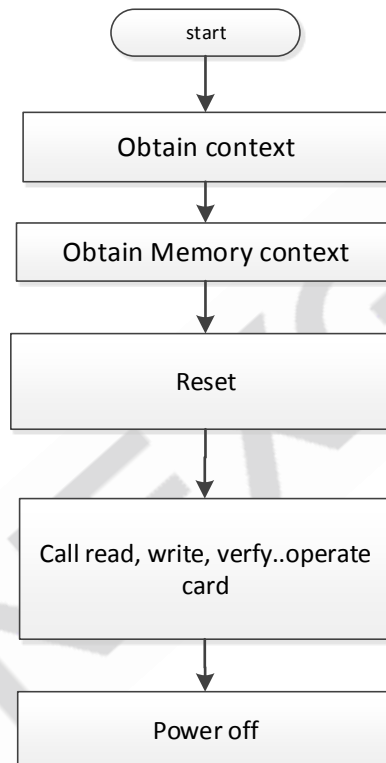 start
Obtain context
Obtain Memory context
Reset
Call read, write, verfy..operate
card
Power off